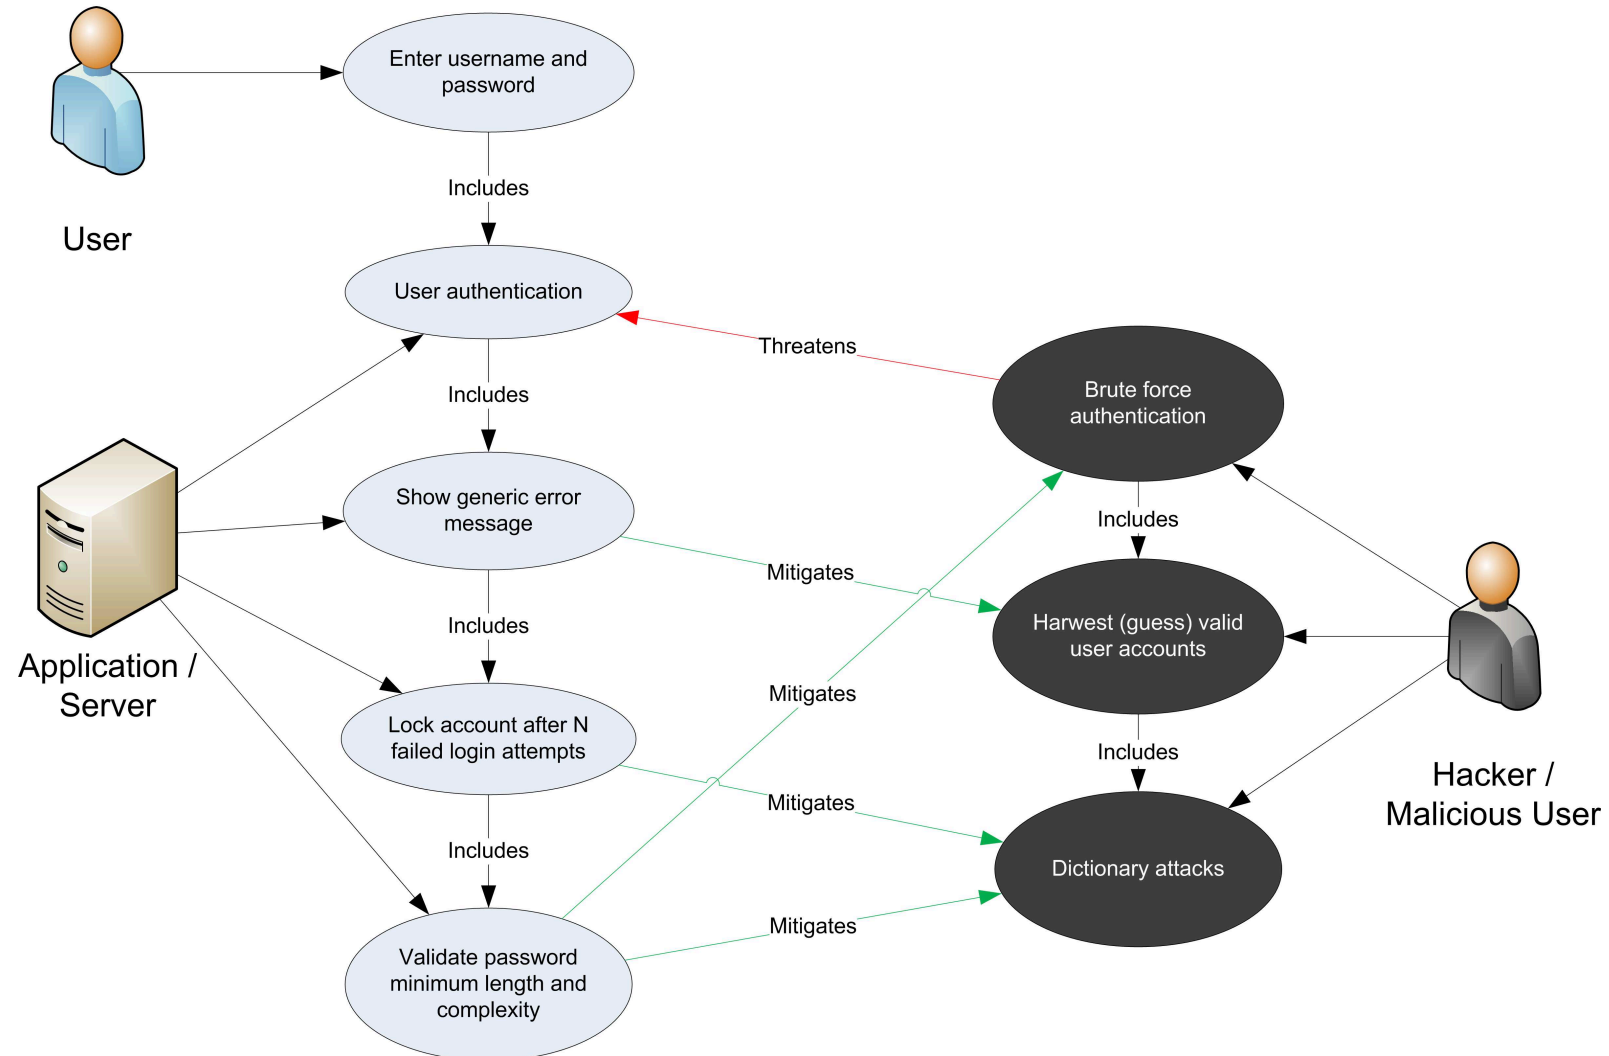 Enter username and
password
User
Includes
User authentication
Threatens
Includes
Brute force
authentication
Show generic error
message
Includes
Mitigates
Harwest (guess) valid
user accounts
Includes
Application /
Server
Mitigates
Lock account after N
failed login attempts
Includes
Hacker /
Malicious User
Mitigates
Includes
Dictionary attacks
Mitigates
Validate password
minimum length and
complexity